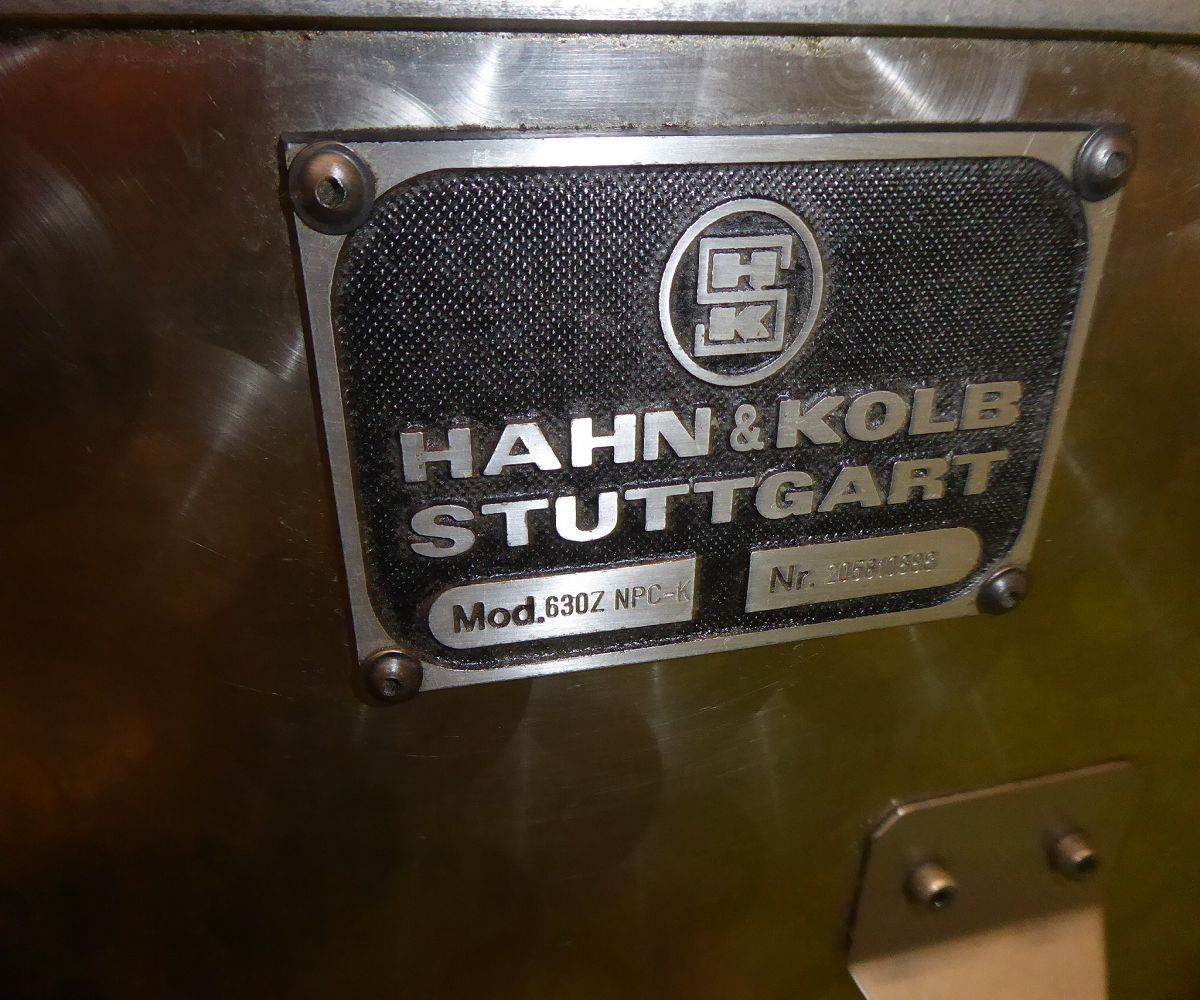 HK
HAHN & KOLB
STUTTGART
Mod. 630Z NPC-K Nr.